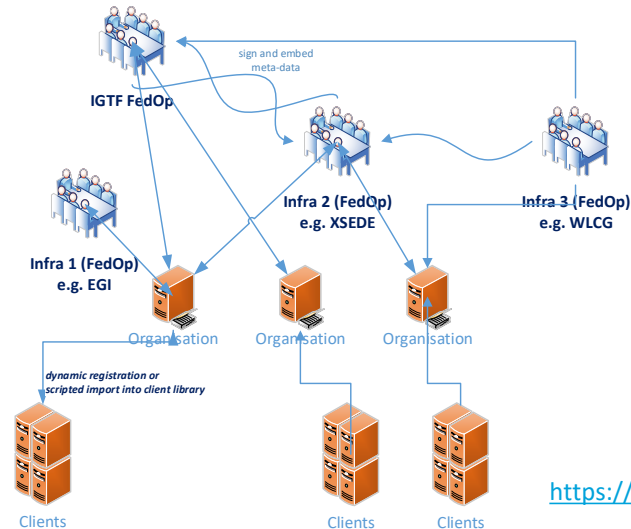 sign and embed
meta-data
IGTF FedOp
Infra 2 (FedOp)
e.g. XSEDE
Infra 3 (FedOp)
e.g. WLCG
Infra 1 (FedOp)
e.g. EGI
Organisation
Organisation
Organisation
dynamic registration or
scripted import into client library
https://
Clients
Clients
Clients